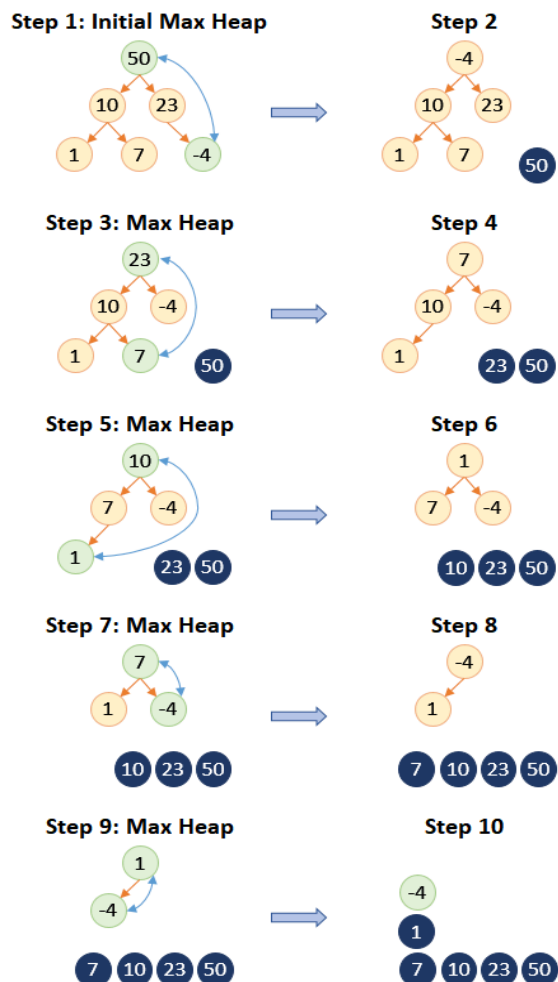 Step 1: Initial Max Heap
Step 2
50
-4
10 23
10 23
1 7 -4
1 7
50
Step 3: Max Heap
Step 4
23
7
10 -4
10 -4
1 7
50
1
23 50
Step 5: Max Heap
Step 6
10
1
7 -4
7 -4
1
23 50
10 23 50
Step 7: Max Heap
Step 8
7
-4
1 -4
1
10 23 50
7 10 23 50
Step 9: Max Heap
Step 10
1
-4
-4
1
7 10 23 50
7 10 23 50